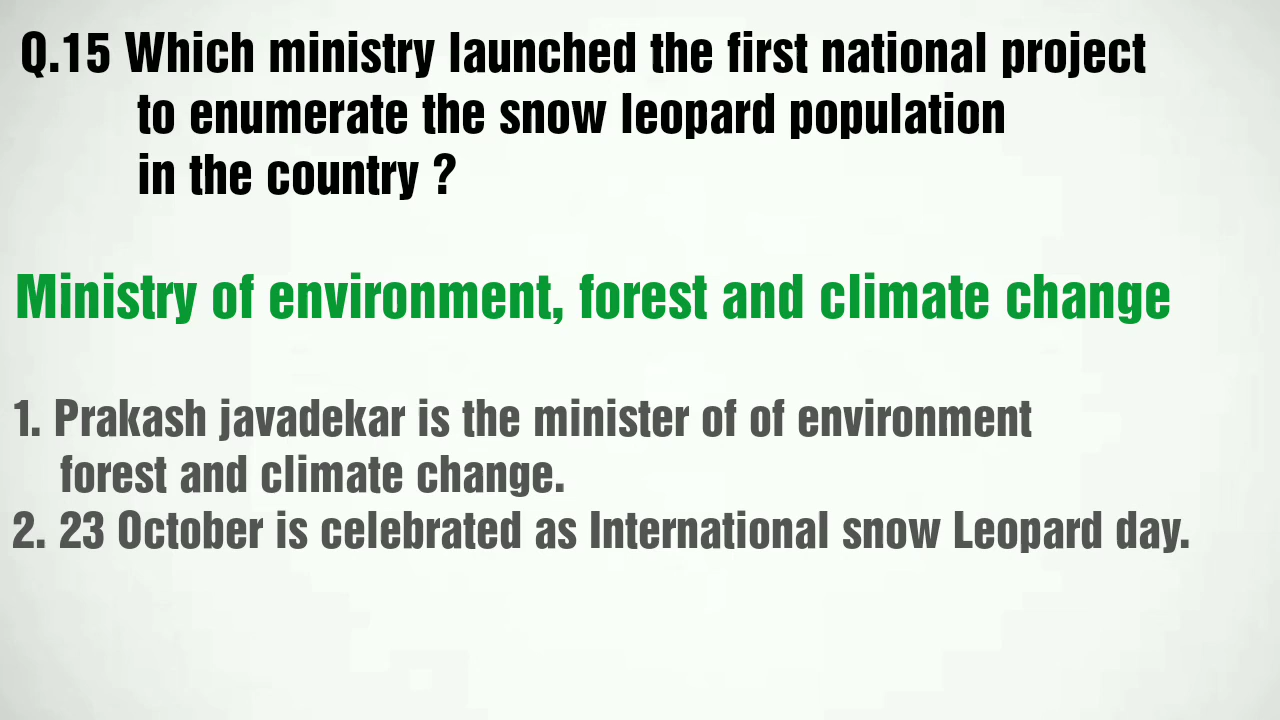 Q.15 Which ministry launched the first national project
to enumerate the snow leopard population
in the country ?
Ministry of environment, forest and climate change
1. Prakash javadekar is the minister of of environment
forest and climate change.
2. 23 October is celebrated as International snow Leopard day.